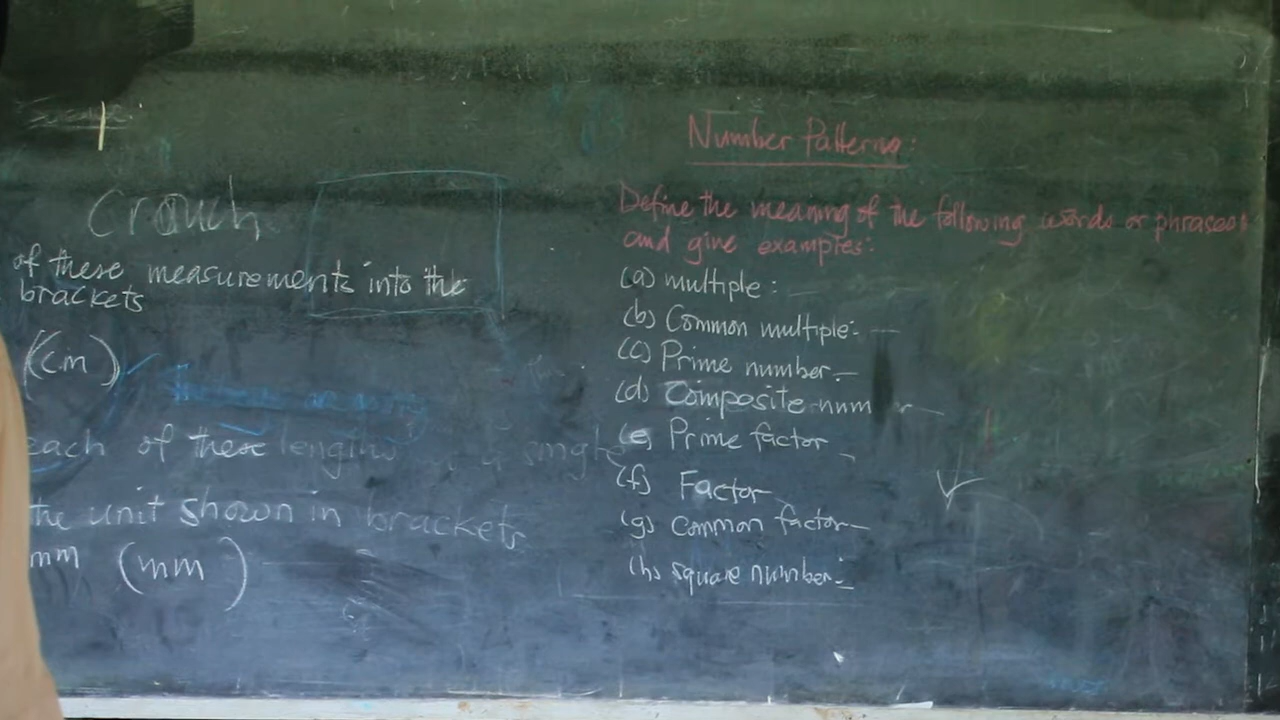 Crouch
of these measurements into the
brackets
(cm)
each of these lengths single
the unit shown in brackets
mm (mm)
Number Patterns:
Define the meaning of the following words or phrases
and give examples:
(a) multiple:
(b) Common multiple:
(c) Prime number
(d) Composite num
(e) Prime factor
(f) Factor
(g) Common factor
(h) square number: